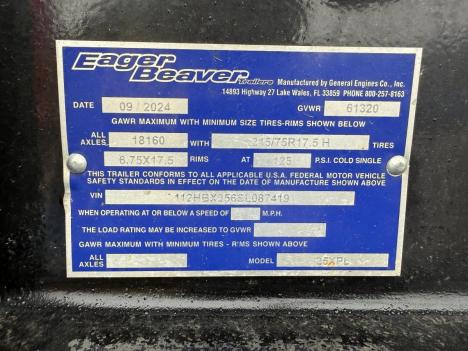 Eager Beaver Trailers
Manufactured by General Engines Co., Inc.
14893 Highway 27 Lake Wales, FL 33859 PHONE 800-257-8163
DATE 09 / 2024 GVWR 61320
GAWR MAXIMUM WITH MINIMUM SIZE TIRES-RIMS SHOWN BELOW
ALL AXLES 18160 WITH 215/75R17.5 H TIRES
6.75X17.5 RIMS AT 125 P.S.I. COLD SINGLE
THIS TRAILER CONFORMS TO ALL APPLICABLE U.S.A. FEDERAL MOTOR VEHICLE
SAFETY STANDARDS IN EFFECT ON THE DATE OF MANUFACTURE SHOWN ABOVE
VIN
WHEN OPERATING AT OR BELOW A SPEED OF M.P.H.
THE LOAD RATING MAY BE INCREASED TO GVWR
GAWR MAXIMUM WITH MINIMUM TIRES - RIMS SHOWN ABOVE
ALL AXLES MODEL